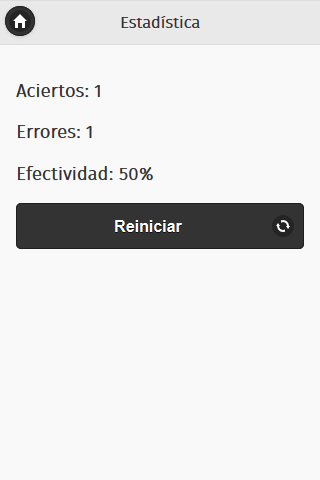 Estadística
Aciertos: 1
Errores: 1
Efectividad: 50%
Reiniciar